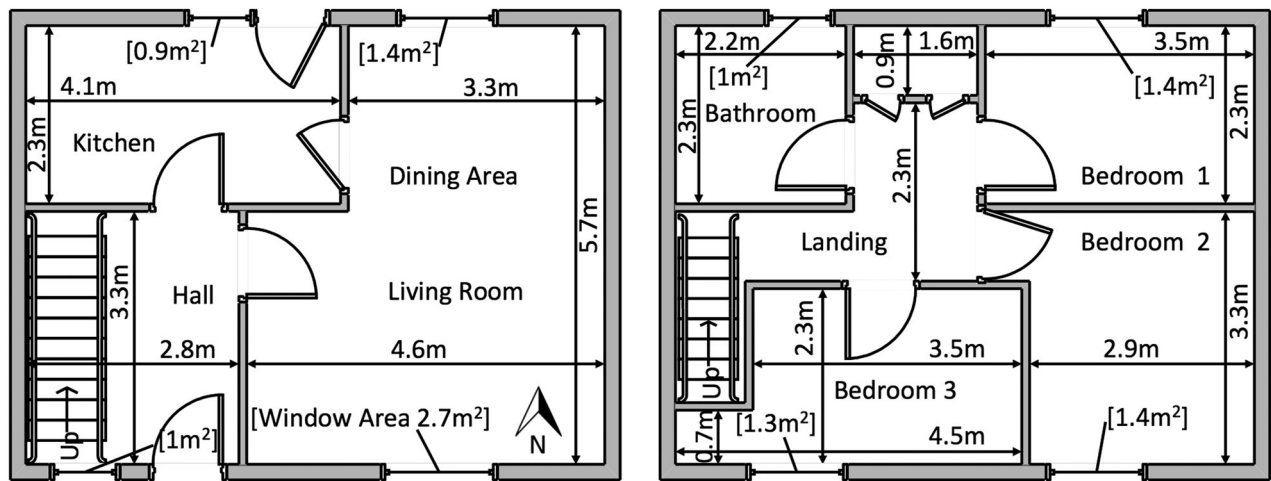 [0.9m²]
[1.4m²]
4.1m
3.3m
2.3m
Kitchen
Dining Area
5.7m
3.3m
Hall
Living Room
2.8m
4.6m
[Window Area 2.7m²]
Up
[1m²]
N
2.2m
0.9m
1.6m
3.5m
[1m²]
[1.4m²]
2.3m
Bathroom
2.3m
2.3m
Bedroom 1
Landing
Bedroom 2
2.3m
3.5m
2.9m
3.3m
Up
Bedroom 3
0.7m
[1.3m²]
[1.4m²]
4.5m